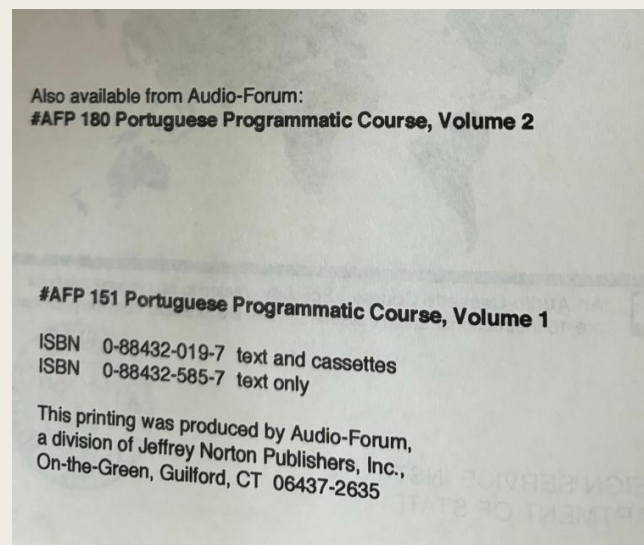 Also available from Audio-Forum:
#AFP 180 Portuguese Programmatic Course, Volume 2
#AFP 151 Portuguese Programmatic Course, Volume 1
ISBN 0-88432-019-7 text and cassettes
ISBN 0-88432-585-7 text only
This printing was produced by Audio-Forum,
a division of Jeffrey Norton Publishers, Inc.,
On-the-Green, Guilford, CT 06437-2635